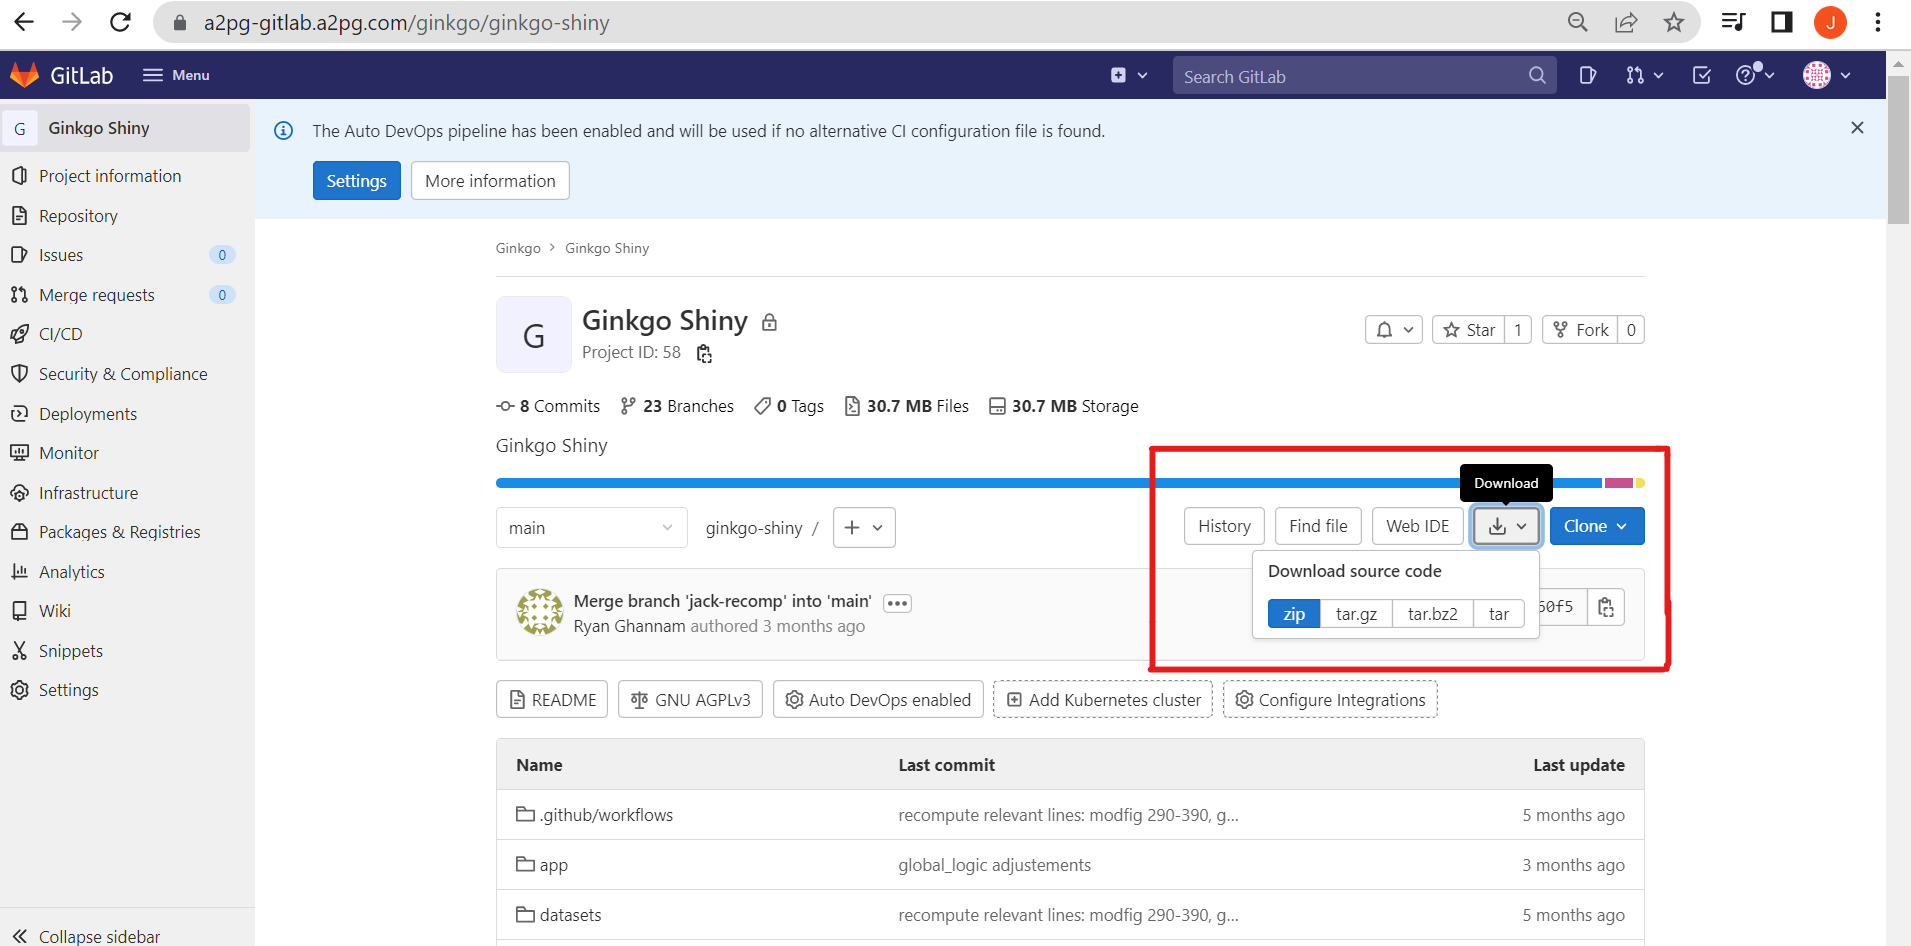 a2pg-gitlab.a2pg.com/ginkgo/ginkgo-shiny
J
GitLab
Menu
Search GitLab
G Ginkgo Shiny
Project information
Repository
Issues 0
Merge requests 0
CI/CD
Security & Compliance
Deployments
Monitor
Infrastructure
Packages & Registries
Analytics
Wiki
Snippets
Settings
Collapse sidebar
The Auto DevOps pipeline has been enabled and will be used if no alternative CI configuration file is found.
Settings More information
Ginkgo > Ginkgo Shiny
G
Ginkgo Shiny
Project ID: 58
Star 1 Fork 0
8 Commits 23 Branches 0 Tags 30.7 MB Files 30.7 MB Storage
Ginkgo Shiny
Download
main ginkgo-shiny / + History Find file Web IDE Clone
Download source code
zip tar.gz tar.bz2 tar
Merge branch 'jack-recomp' into 'main' •••
Ryan Ghannam authored 3 months ago
60f5
README GNU AGPLv3 Auto DevOps enabled Add Kubernetes cluster Configure Integrations
Name Last commit Last update
.github/workflows recompute relevant lines: modfig 290-390, g... 5 months ago
app global_logic adjustements 3 months ago
datasets recompute relevant lines: modfig 290-390, g... 5 months ago